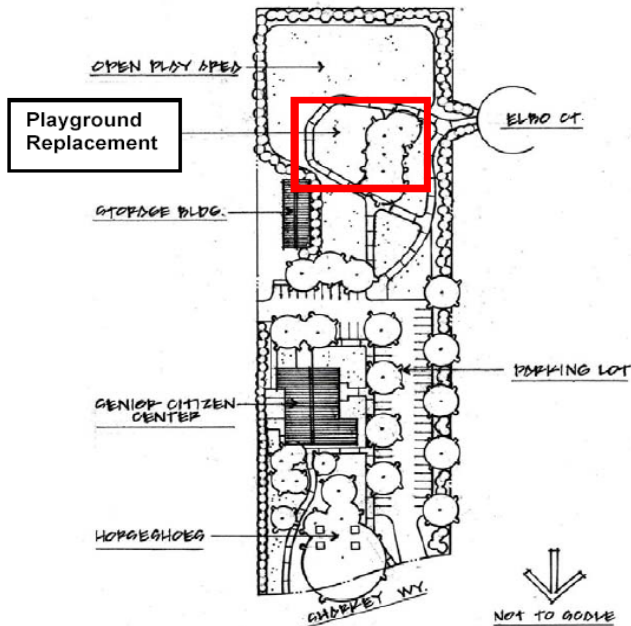 OPEN PLAY AREA
Playground
Replacement
ELBO CT.
STORAGE BLDG.
PARKING LOT
SENIOR CITIZEN
CENTER
HORSESHOES
SHARKEY WY.
NOT TO SCALE